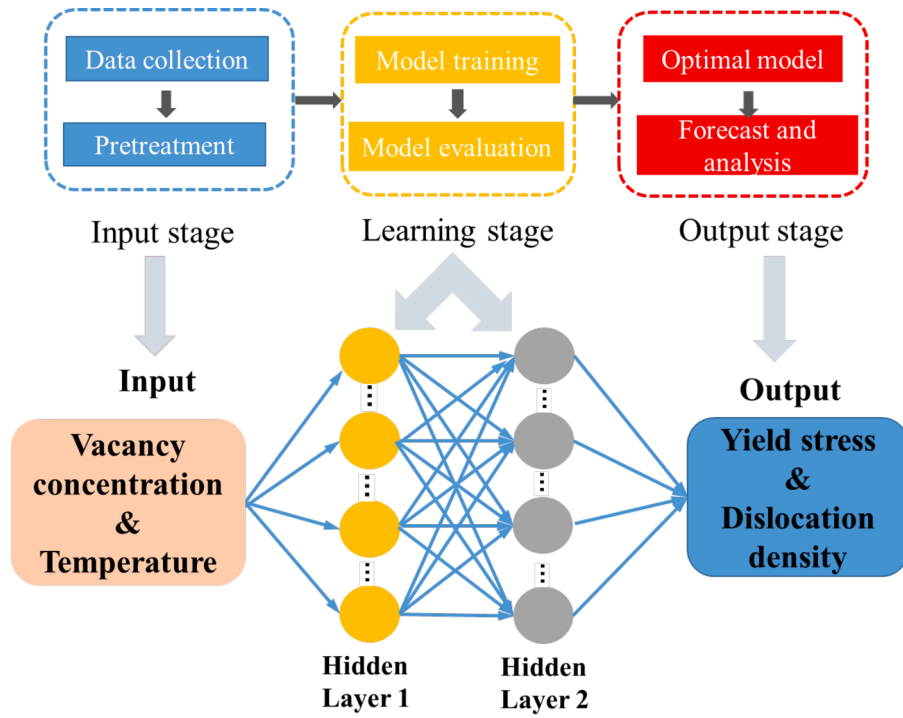 Data collection
Pretreatment
Model training
Model evaluation
Optimal model
Forecast and
analysis
Input stage
Learning stage
Output stage
Input
Vacancy
concentration
&
Temperature
Hidden
Layer 1
Hidden
Layer 2
Output
Yield stress
&
Dislocation
density